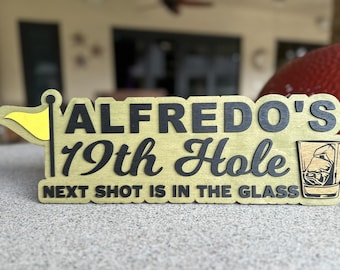 ALFREDO'S
19th Hole
NEXT SHOT IS IN THE GLASS